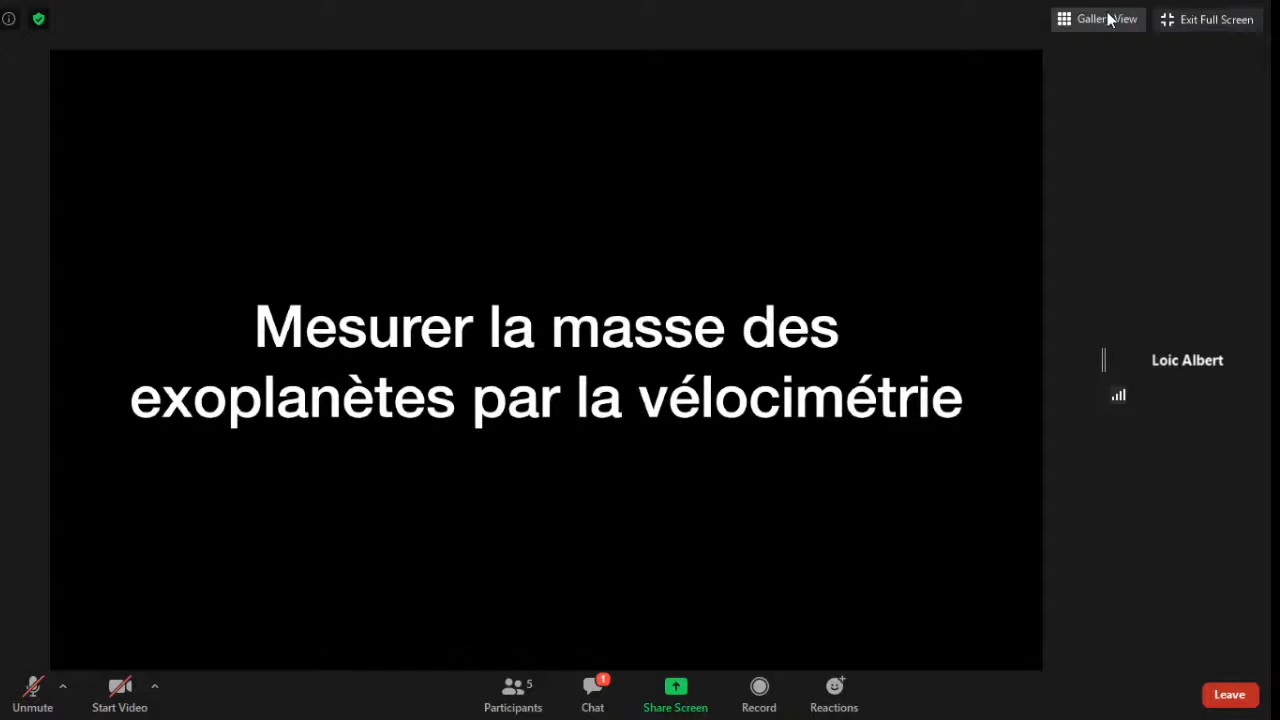 Gallery View
Exit Full Screen
Mesurer la masse des
exoplanètes par la vélocimétrie
Loic Albert
Unmute
Start Video
5
Participants
1
Chat
Share Screen
Record
Reactions
Leave